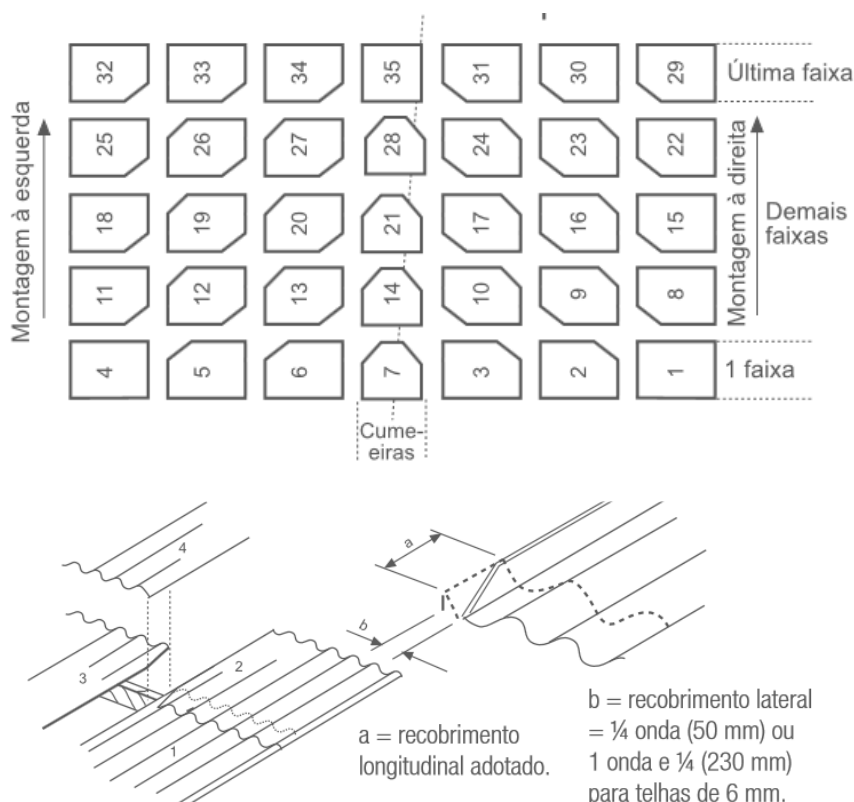 32 33 34 35 31 30 29 Última faixa
Montagem à esquerda
25 26 27 28 24 23 22
Montagem à direita
18 19 20 21 17 16 15
Demais
faixas
11 12 13 14 10 9 8
4 5 6 7 3 2 1 1 faixa
Cume-
eiras
4
3
2
1
a
b
a = recobrimento
longitudinal adotado.
b = recobrimento lateral
= ¼ onda (50 mm) ou
1 onda e ¼ (230 mm)
para telhas de 6 mm.